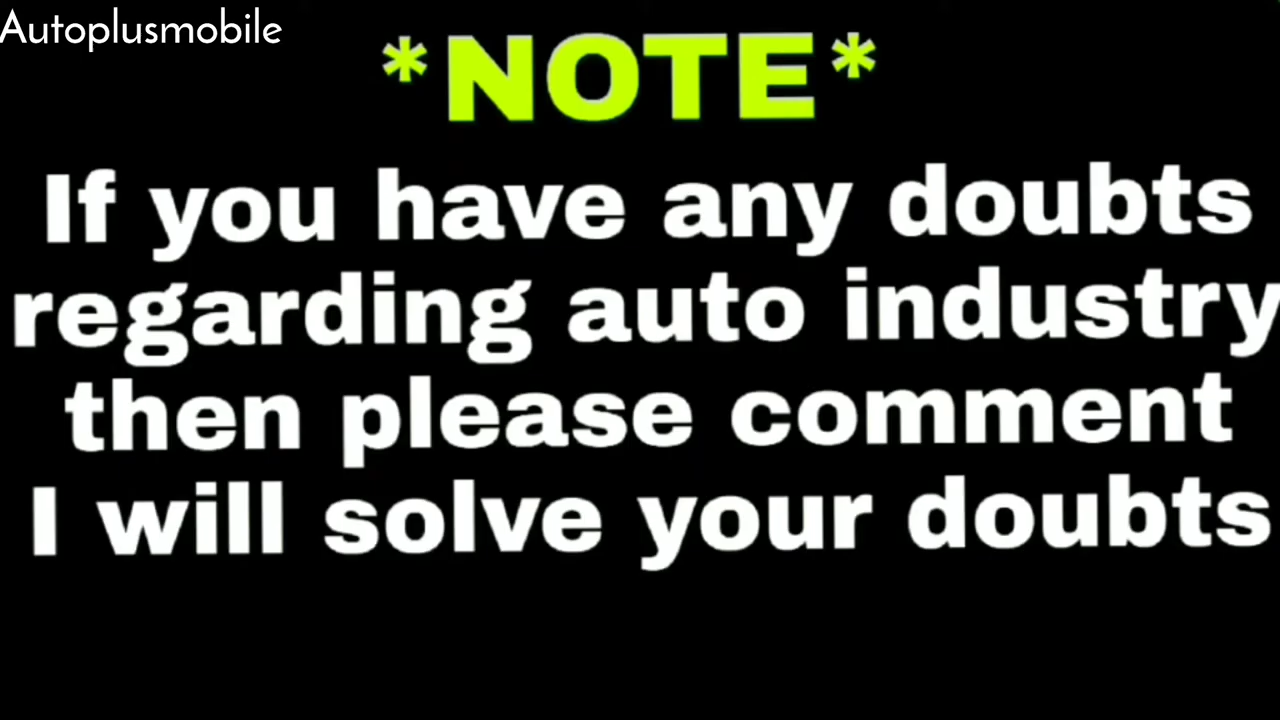 Autoplusmobile
*NOTE*
If you have any doubts
regarding auto industry
then please comment
I will solve your doubts